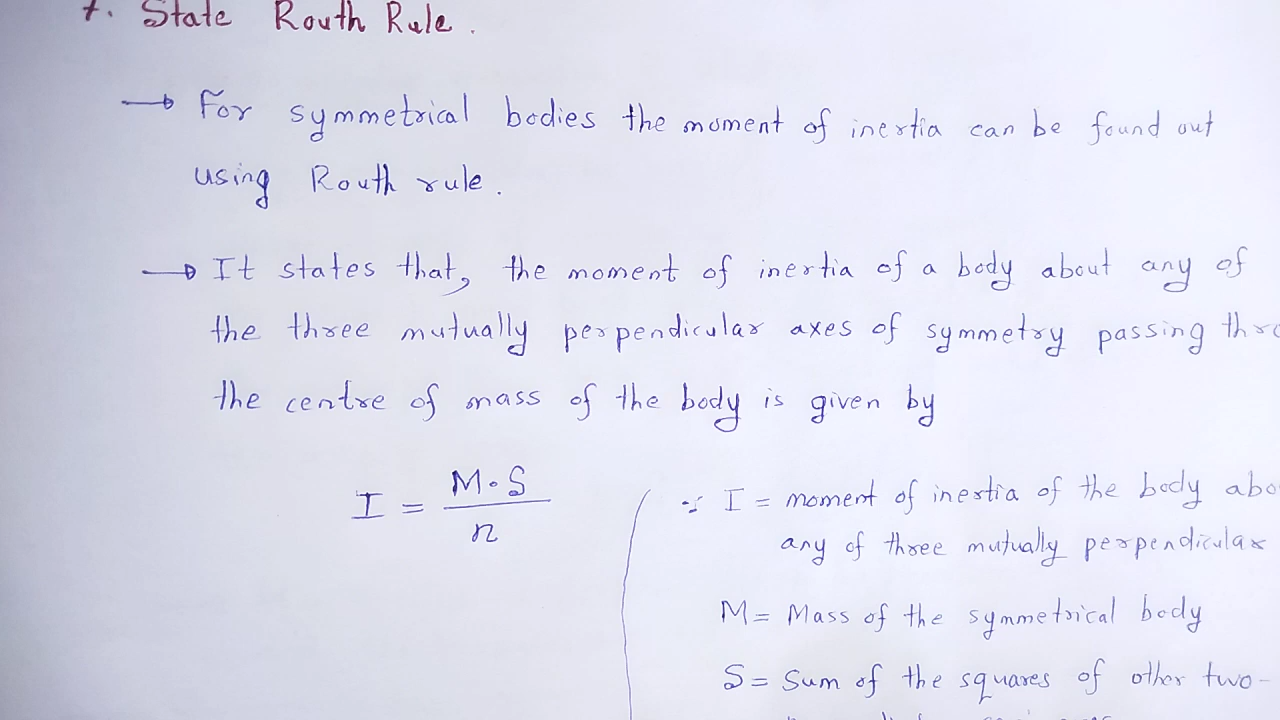 7. State Routh Rule.
→ For symmetrical bodies the moment of inertia can be found out
using Routh rule.
→ It states that, the moment of inertia of a body about any of
the three mutually perpendicular axes of symmetry passing thro
the centre of mass of the body is given by
I = M·S / n
∵ I = moment of inertia of the body abo
any of three mutually perpendicular
M = Mass of the symmetrical body
S = Sum of the squares of other two-